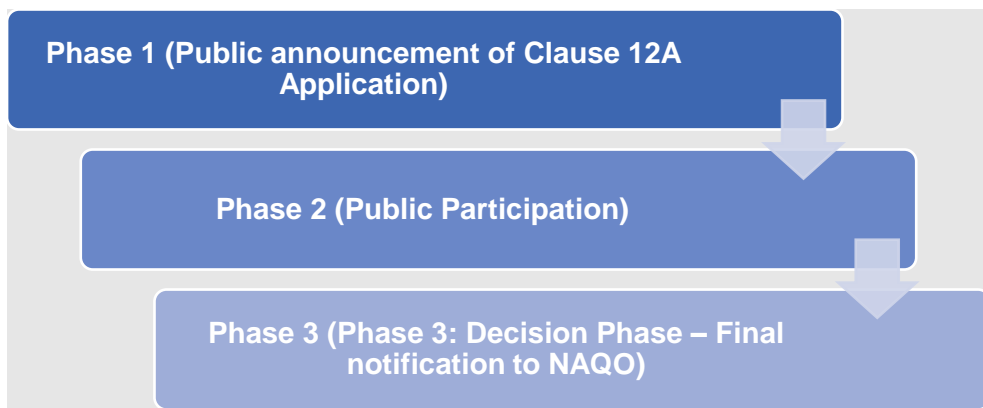 Phase 1 (Public announcement of Clause 12A
Application)
Phase 2 (Public Participation)
Phase 3 (Phase 3: Decision Phase – Final
notification to NAQO)